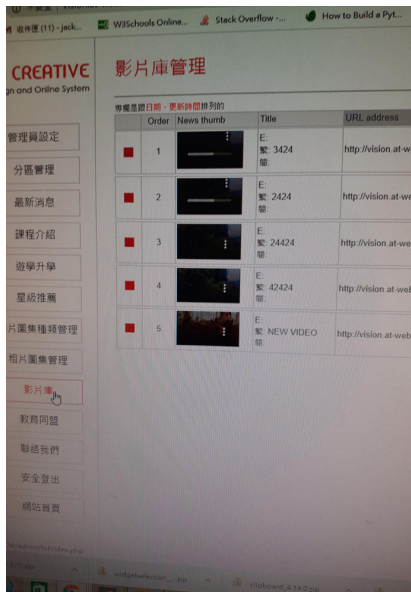 收件匣 (11) - jack...
W3Schools Online...
Stack Overflow -...
How to Build a Pyt...
CREATIVE
gn and Online System
影片庫管理
專欄是跟日期、更新時間排列的
Order News thumb Title URL address
1
E:
繁: 3424
簡:
http://vision.at-w
2
E:
繁: 2424
簡:
http://vision.at-w
3
E:
繁: 24424
簡:
http://vision.at-we
4
E:
繁: 42424
簡:
http://vision.at-web
5
E:
繁: NEW VIDEO
簡:
http://vision.at-web
管理員設定
分區管理
最新消息
課程介紹
遊學升學
星級推薦
片圖集種類管理
相片圖集管理
影片庫
教育同盟
聯絡我們
安全登出
網站首頁
clipboard_4.14.0.zip